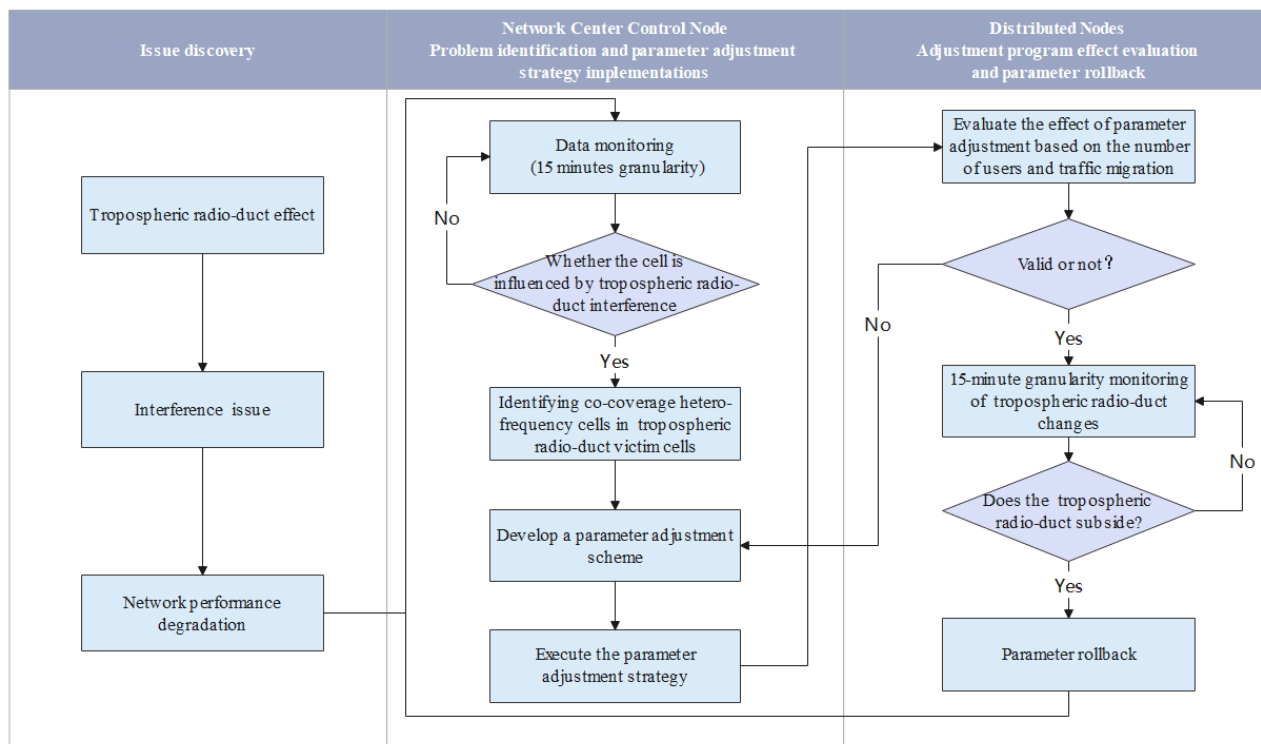 Issue discovery
Network Center Control Node
Problem identification and parameter adjustment
strategy implementations
Distributed Nodes
Adjustment program effect evaluation
and parameter rollback
Tropospheric radio-duct effect
Interference issue
Network performance
degradation
Data monitoring
(15 minutes granularity)
No
Whether the cell is
influenced by tropospheric radio-
duct interference
Yes
Identifying co-coverage hetero-
frequency cells in tropospheric
radio-duct victim cells
Develop a parameter adjustment
scheme
Execute the parameter
adjustment strategy
Evaluate the effect of parameter
adjustment based on the number
of users and traffic migration
Valid or not?
No
Yes
15-minute granularity monitoring
of tropospheric radio-duct
changes
No
Does the tropospheric
radio-duct subside?
Yes
Parameter rollback